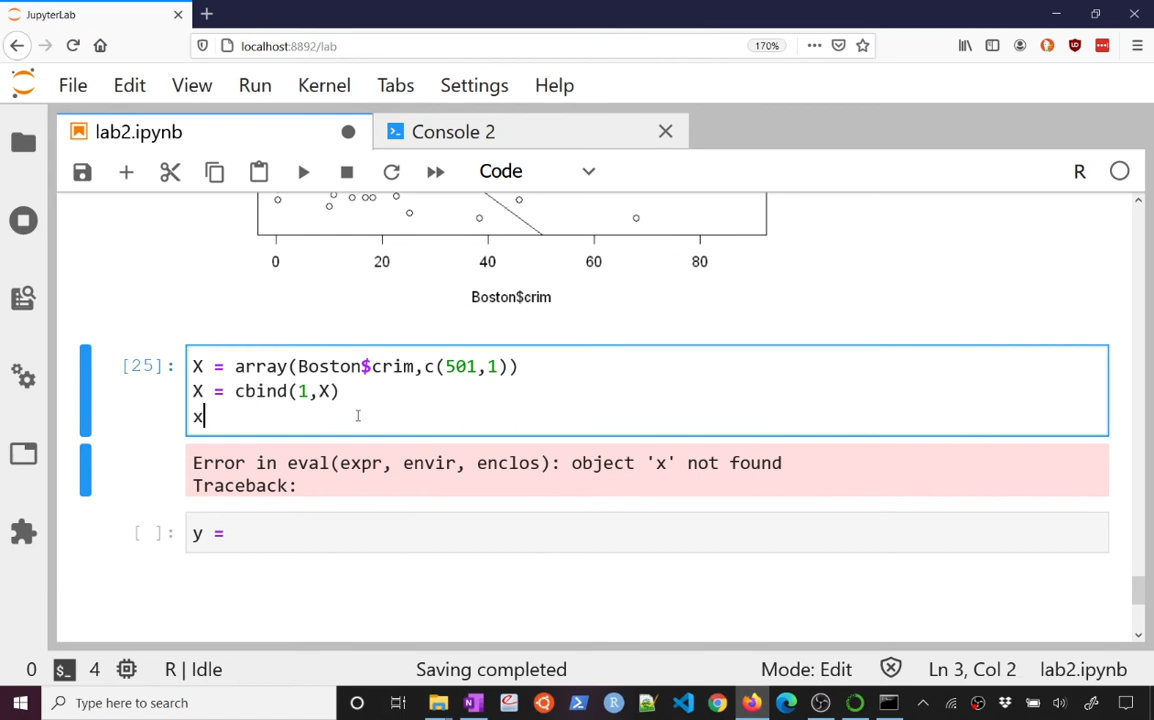 JupyterLab
localhost:8892/lab
170%
File Edit View Run Kernel Tabs Settings Help
lab2.ipynb
Console 2
Code
R
0 20 40 60 80
Boston$crim
[25]: X = array(Boston$crim,c(501,1))
X = cbind(1,X)
x
Error in eval(expr, envir, enclos): object 'x' not found
Traceback:
[ ]: y =
0 $_ 4 R | Idle Saving completed Mode: Edit Ln 3, Col 2 lab2.ipynb
Type here to search